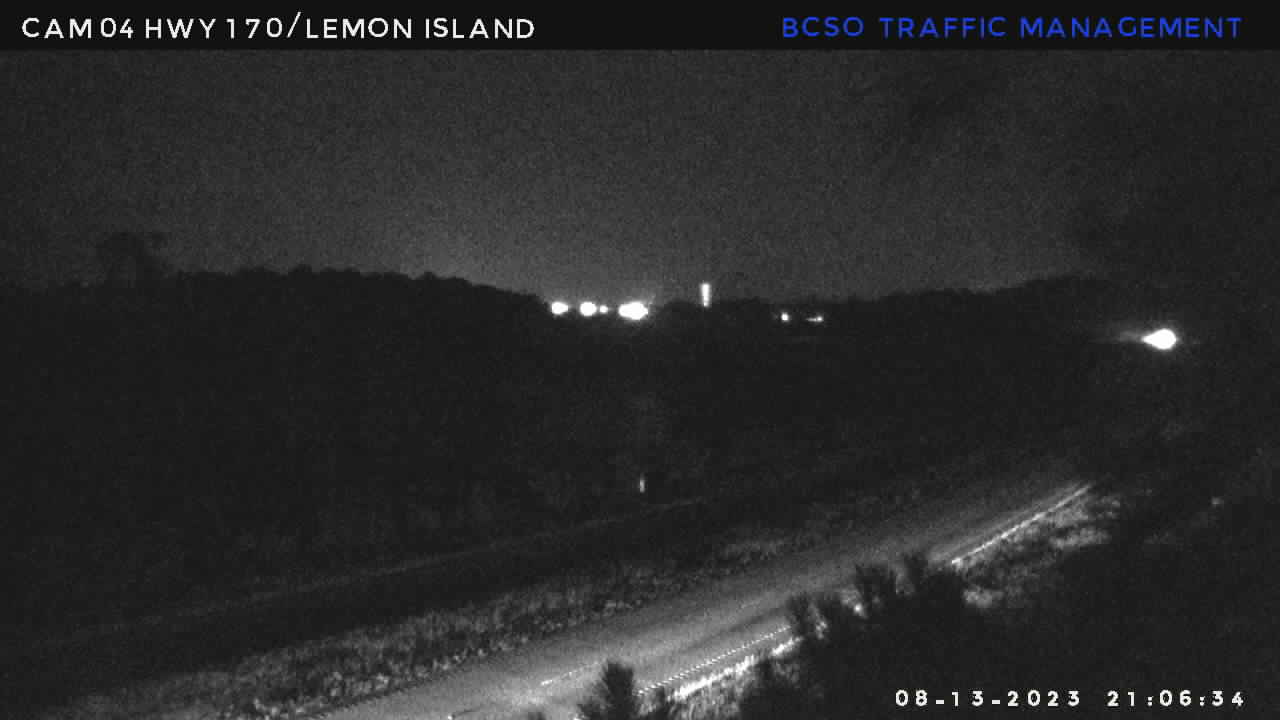 CAM04 HWY 170/LEMON ISLAND
BCSO TRAFFIC MANAGEMENT
08-13-2023 21:06:34